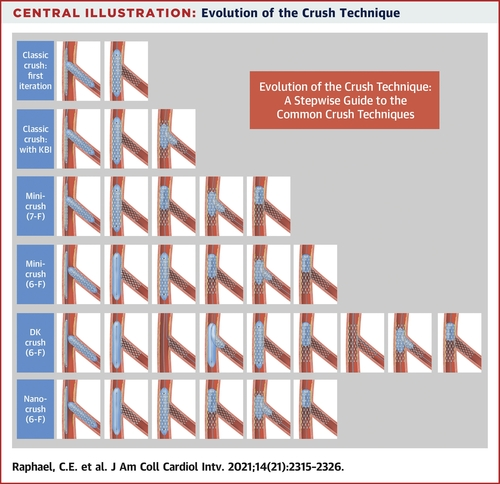 CENTRAL ILLUSTRATION: Evolution of the Crush Technique
Classic
crush:
first
iteration
Evolution of the Crush Technique:
A Stepwise Guide to the
Common Crush Techniques
Classic
crush:
with KBI
Mini-
crush
(7-F)
Mini-
crush
(6-F)
DK
crush
(6-F)
Nano-
crush
(6-F)
Raphael, C.E. et al. J Am Coll Cardiol Intv. 2021;14(21):2315–2326.